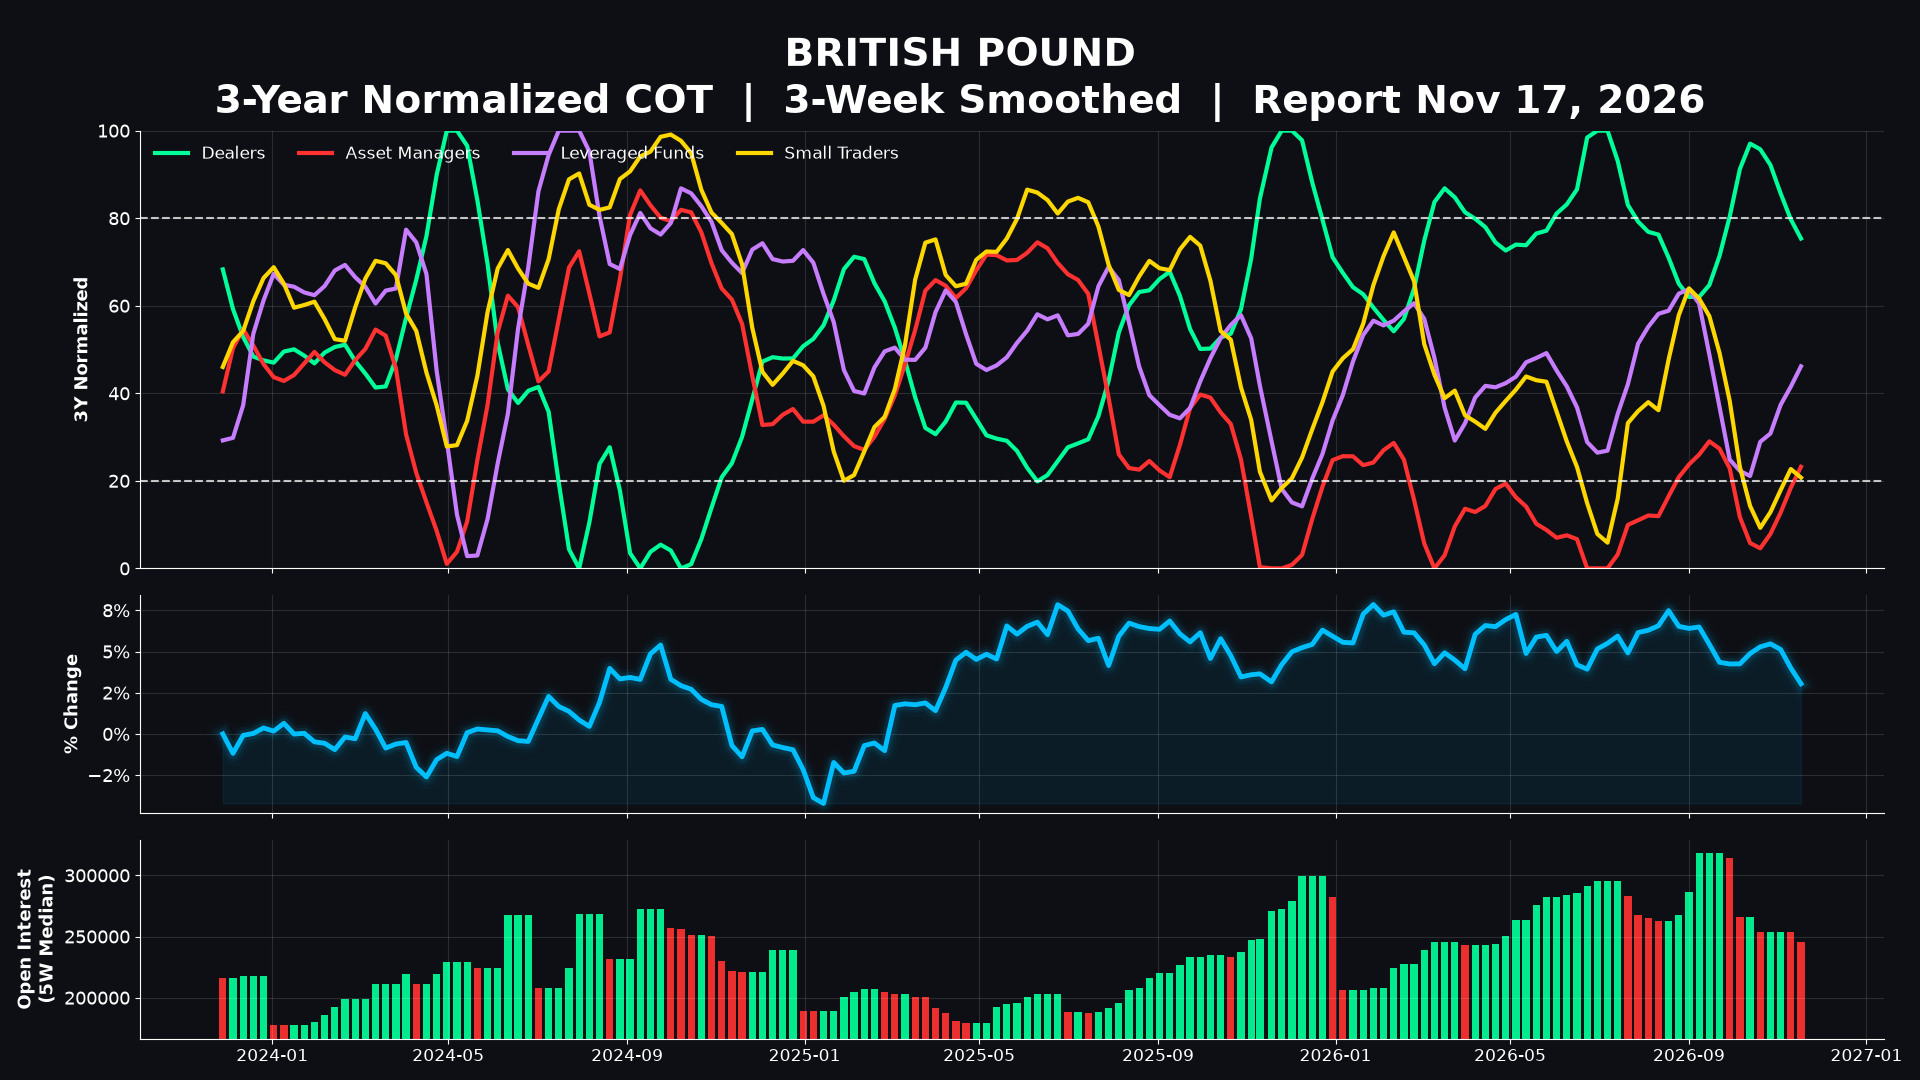 BRITISH POUND
3-Year Normalized COT | 3-Week Smoothed | Report Nov 17, 2026
Dealers
Asset Managers
Leveraged Funds
Small Traders
3Y Normalized
100
80
60
40
20
0
% Change
8%
5%
2%
0%
−2%
Open Interest
(5W Median)
300000
250000
200000
2024-01
2024-05
2024-09
2025-01
2025-05
2025-09
2026-01
2026-05
2026-09
2027-01